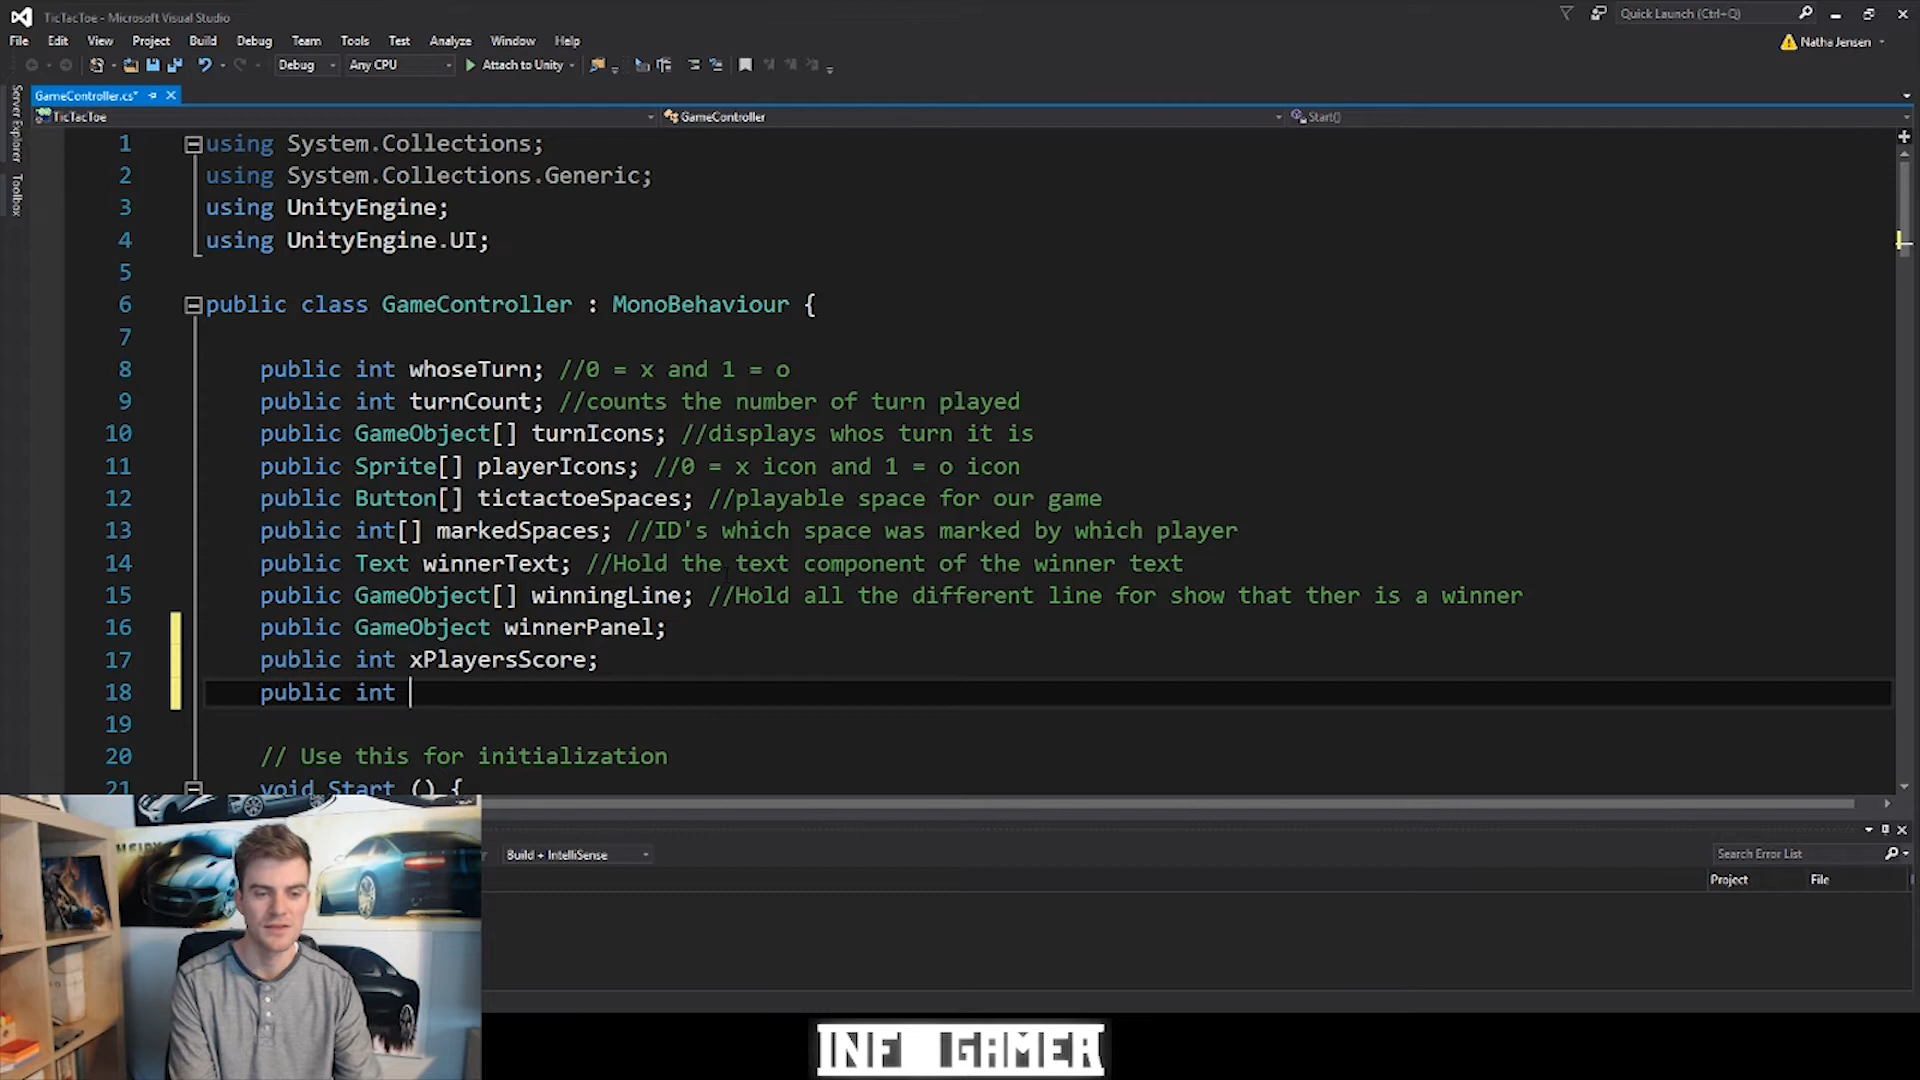 TicTacToe - Microsoft Visual Studio
Quick Launch (Ctrl+Q)
File Edit View Project Build Debug Team Tools Test Analyze Window Help
Natha Jensen
Debug Any CPU Attach to Unity
Server Explorer
Toolbox
GameController.cs*
TicTacToe GameController Start()
1 using System.Collections;
2 using System.Collections.Generic;
3 using UnityEngine;
4 using UnityEngine.UI;
5
6 public class GameController : MonoBehaviour {
7
8 public int whoseTurn; //0 = x and 1 = o
9 public int turnCount; //counts the number of turn played
10 public GameObject[] turnIcons; //displays whos turn it is
11 public Sprite[] playerIcons; //0 = x icon and 1 = o icon
12 public Button[] tictactoeSpaces; //playable space for our game
13 public int[] markedSpaces; //ID's which space was marked by which player
14 public Text winnerText; //Hold the text component of the winner text
15 public GameObject[] winningLine; //Hold all the different line for show that ther is a winner
16 public GameObject winnerPanel;
17 public int xPlayersScore;
18 public int
19
20 // Use this for initialization
21 void Start () {
Build + IntelliSense
Search Error List
Project File
INF GAMER